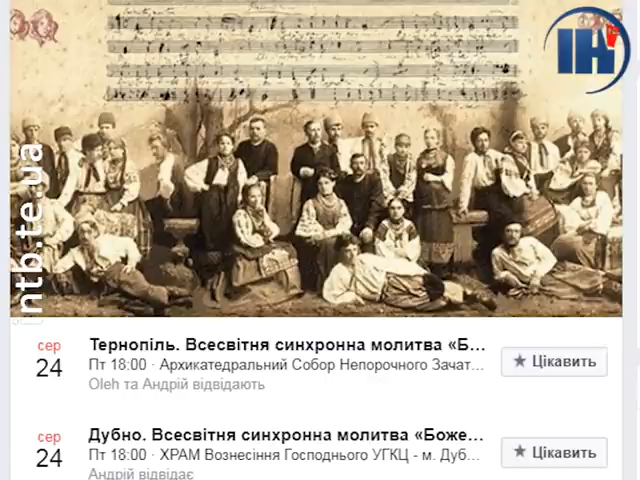 ІН
ntb.te.ua
сер
24
Тернопіль. Всесвітня синхронна молитва «Б...
Пт 18:00 · Архикатедральний Собор Непорочного Зачат...
Oleh та Андрій відвідають
★ Цікавить
сер
24
Дубно. Всесвітня синхронна молитва «Боже...
Пт 18:00 · ХРАМ Вознесіння Господнього УГКЦ - м. Дуб...
Андрій відвідає
★ Цікавить